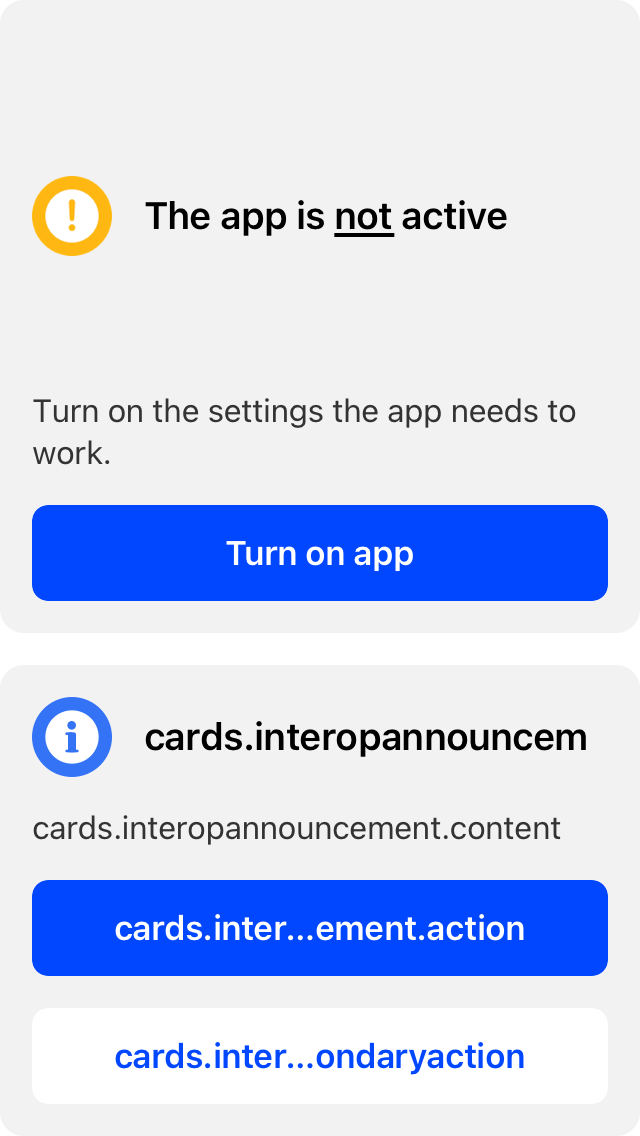 The app is not active
Turn on the settings the app needs to
work.
Turn on app
cards.interopannouncem
cards.interopannouncement.content
cards.inter...ement.action
cards.inter...ondaryaction